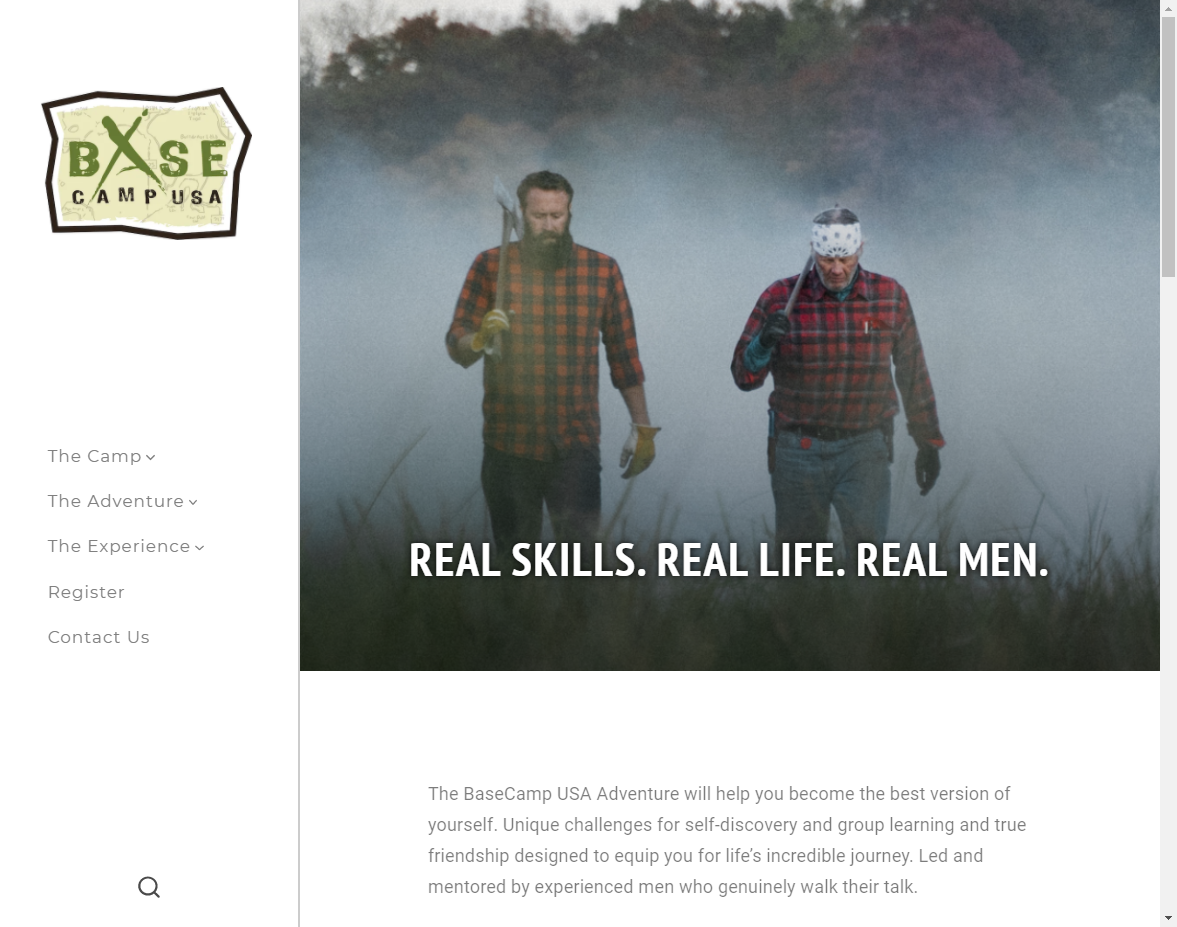 BASE
CAMP USA
The Camp
The Adventure
The Experience
Register
Contact Us
REAL SKILLS. REAL LIFE. REAL MEN.
The BaseCamp USA Adventure will help you become the best version of
yourself. Unique challenges for self-discovery and group learning and true
friendship designed to equip you for life’s incredible journey. Led and
mentored by experienced men who genuinely walk their talk.